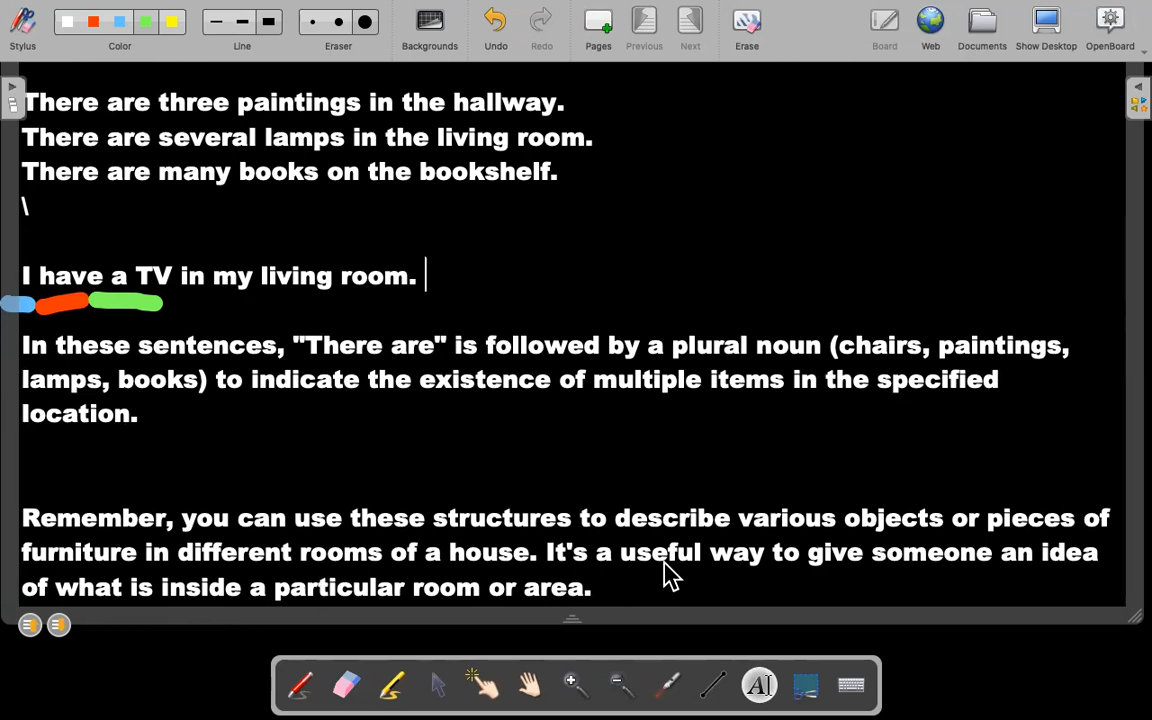 Stylus
Color
Line
Eraser
Backgrounds
Undo
Redo
Pages
Previous
Next
Erase
Board
Web
Documents
Show Desktop
OpenBoard
There are three paintings in the hallway.
There are several lamps in the living room.
There are many books on the bookshelf.
\
I have a TV in my living room.
In these sentences, "There are" is followed by a plural noun (chairs, paintings,
lamps, books) to indicate the existence of multiple items in the specified
location.
Remember, you can use these structures to describe various objects or pieces of
furniture in different rooms of a house. It's a useful way to give someone an idea
of what is inside a particular room or area.
AI